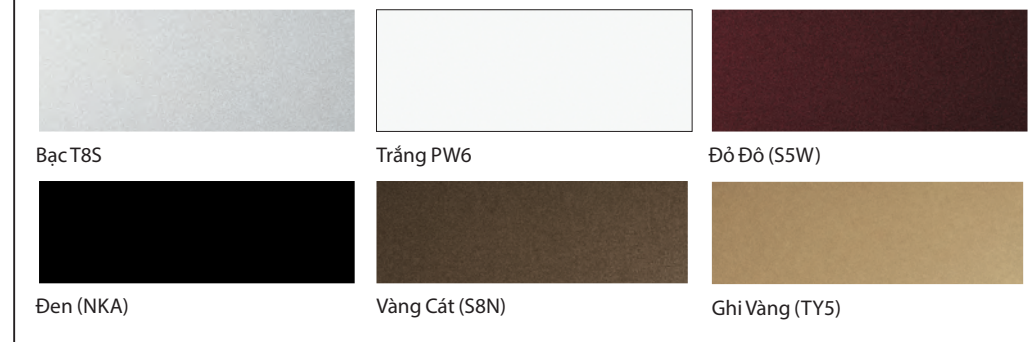 Bạc T8S
Trắng PW6
Đỏ Đô (S5W)
Đen (NKA)
Vàng Cát (S8N)
Ghi Vàng (TY5)